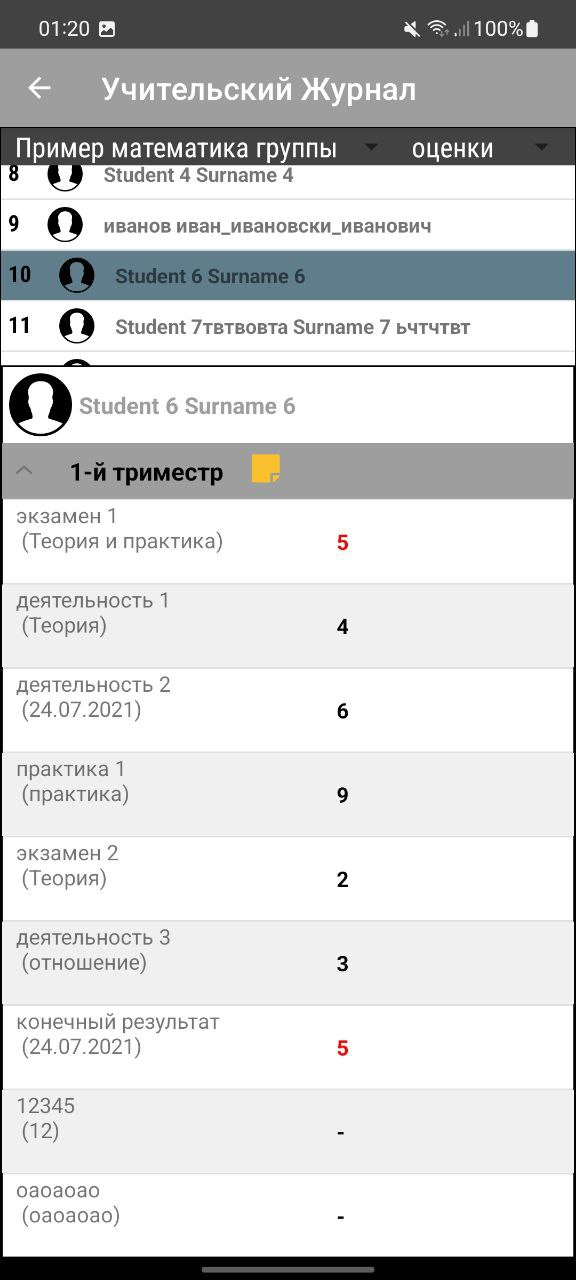 01:20
100%
Учительский Журнал
Пример математика группы оценки
8 Student 4 Surname 4
9 иванов иван_ивановски_иванович
10 Student 6 Surname 6
11 Student 7твтвовта Surname 7 ьчтчтвт
Student 6 Surname 6
1-й триместр
экзамен 1
(Теория и практика)
5
деятельность 1
(Теория)
4
деятельность 2
(24.07.2021)
6
практика 1
(практика)
9
экзамен 2
(Теория)
2
деятельность 3
(отношение)
3
конечный результат
(24.07.2021)
5
12345
(12)
-
оаоаоао
(оаоаоао)
-